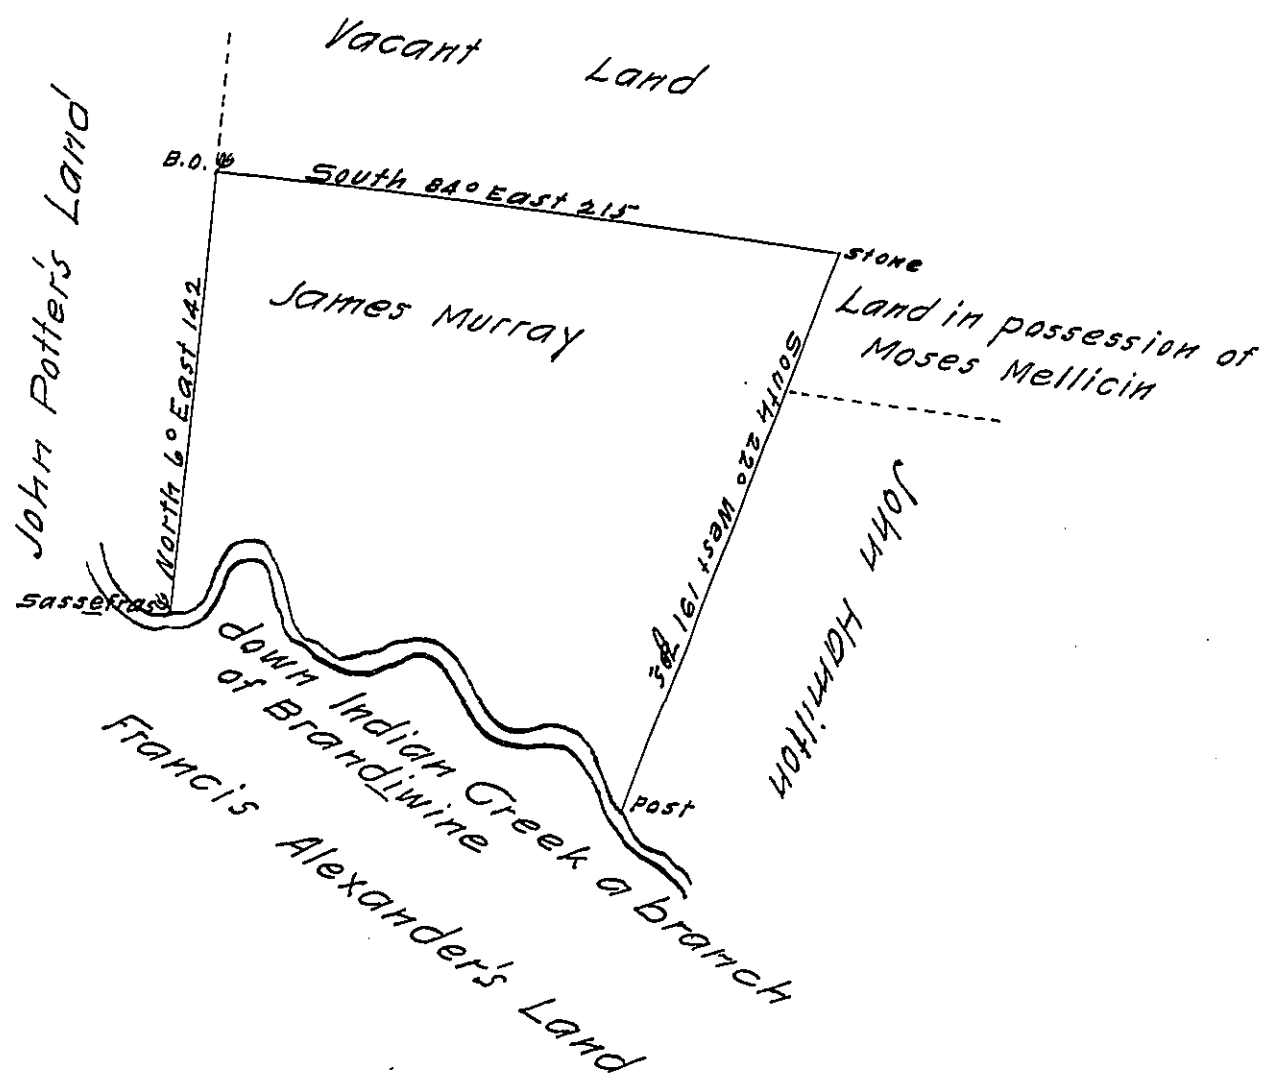 Vacant Land
B.O.
South 84° East 215
stone
John Potter's Land
North 6° East 142
James Murray
Land in possession of
Moses Mellicin
South 22° West 191 ps.
John Hamilton
Sassefras
down Indian Creek a branch
of Brandiwine
post
Francis Alexander's Land